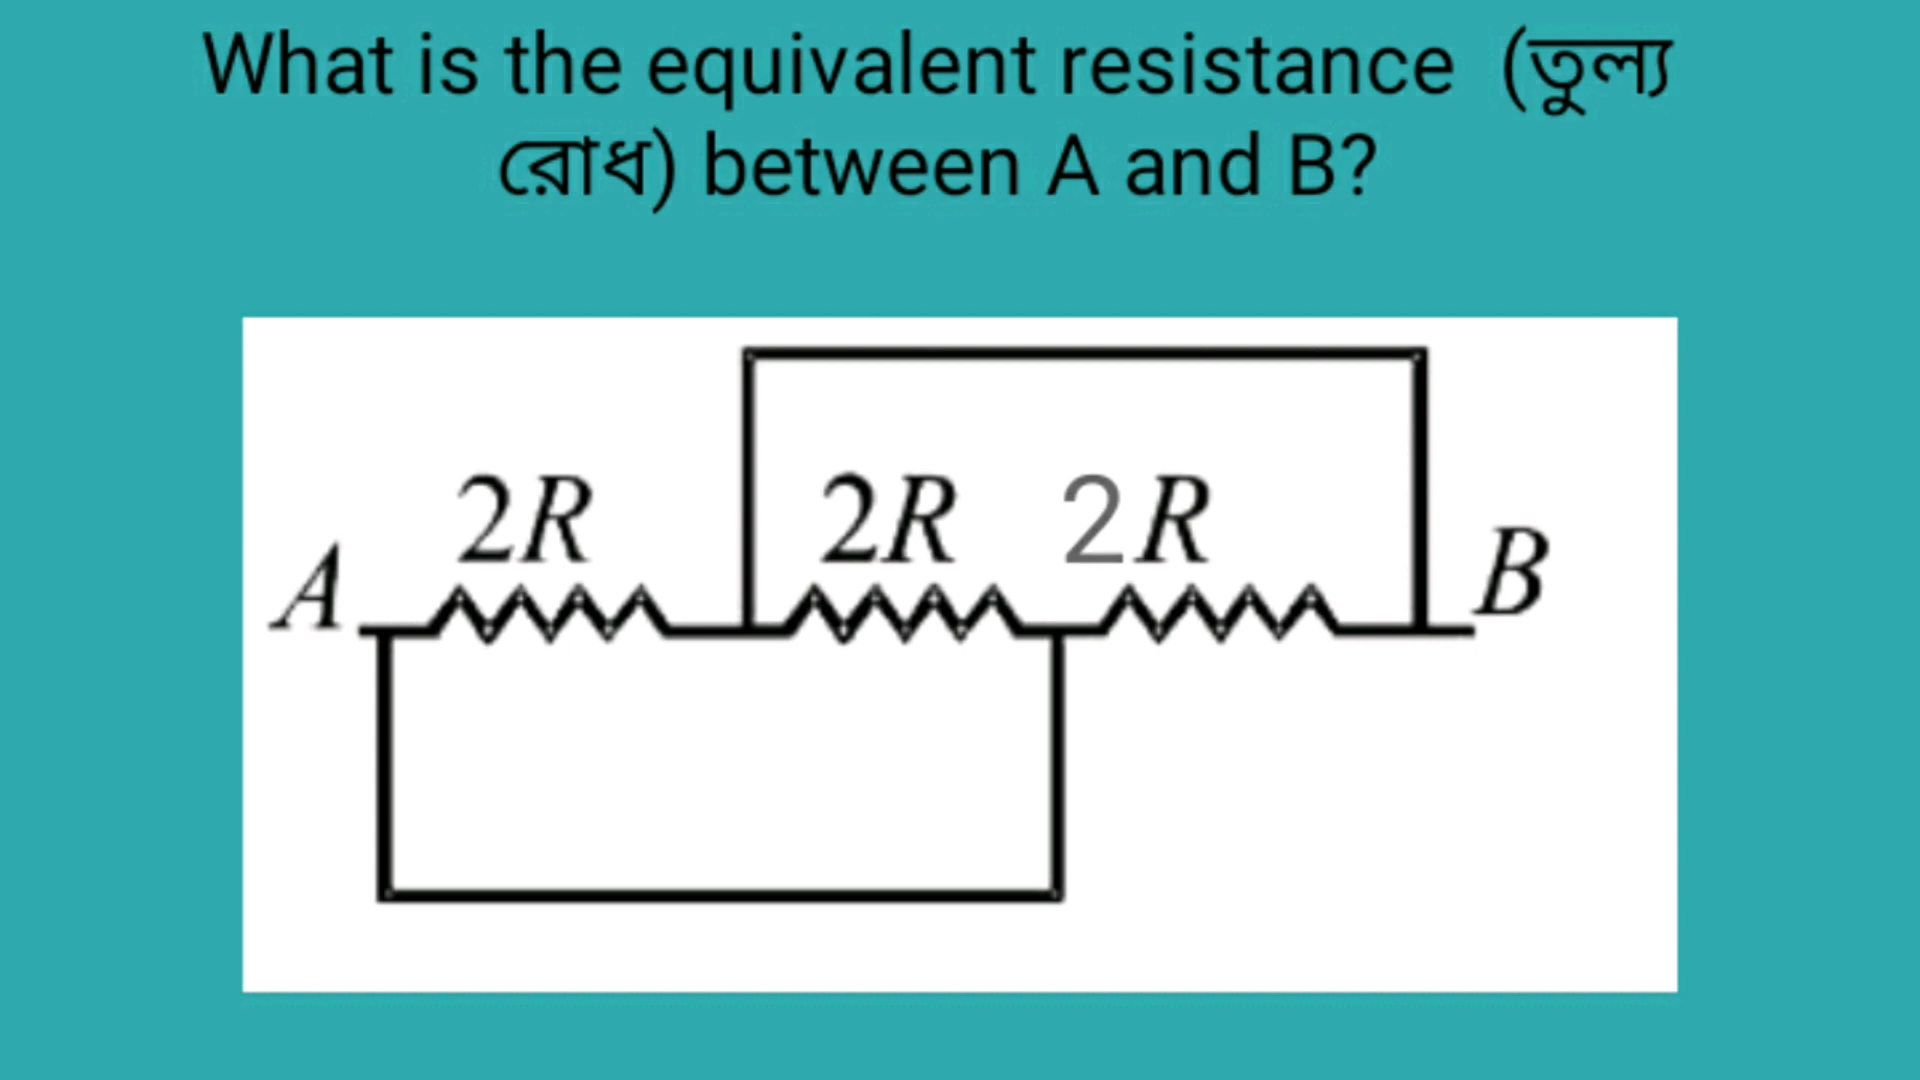 What is the equivalent resistance (তুল্য
রোধ) between A and B?
2R 2R 2R
A B